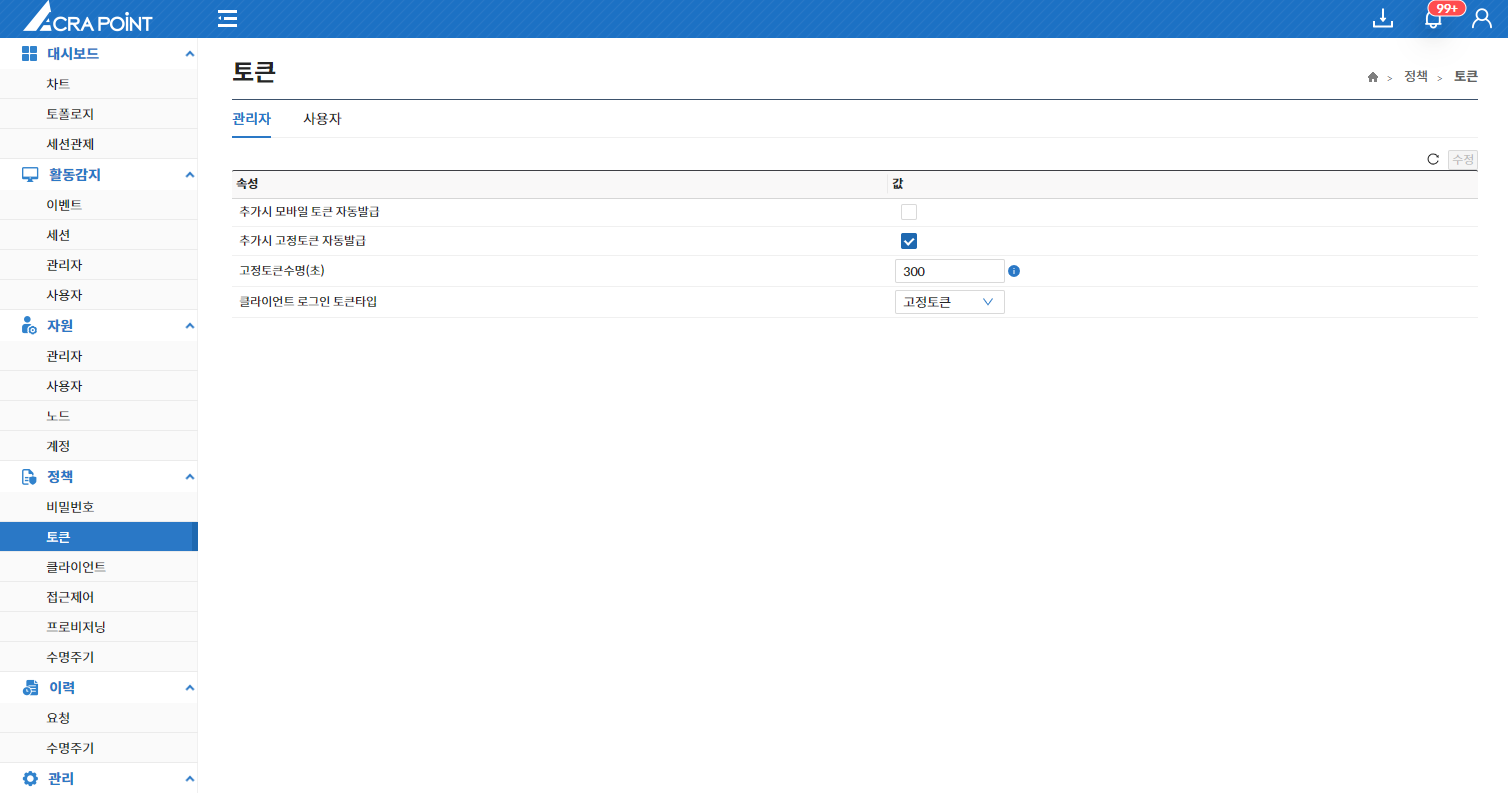 ACRA POINT
99+
대시보드
차트
토폴로지
세션관제
활동감지
이벤트
세션
관리자
사용자
자원
관리자
사용자
노드
계정
정책
비밀번호
토큰
클라이언트
접근제어
프로비저닝
수명주기
이력
요청
수명주기
관리
토큰
> 정책 > 토큰
관리자 사용자
수정
속성 값
추가시 모바일 토큰 자동발급
추가시 고정토큰 자동발급
고정토큰수명(초) 300
클라이언트 로그인 토큰타입 고정토큰